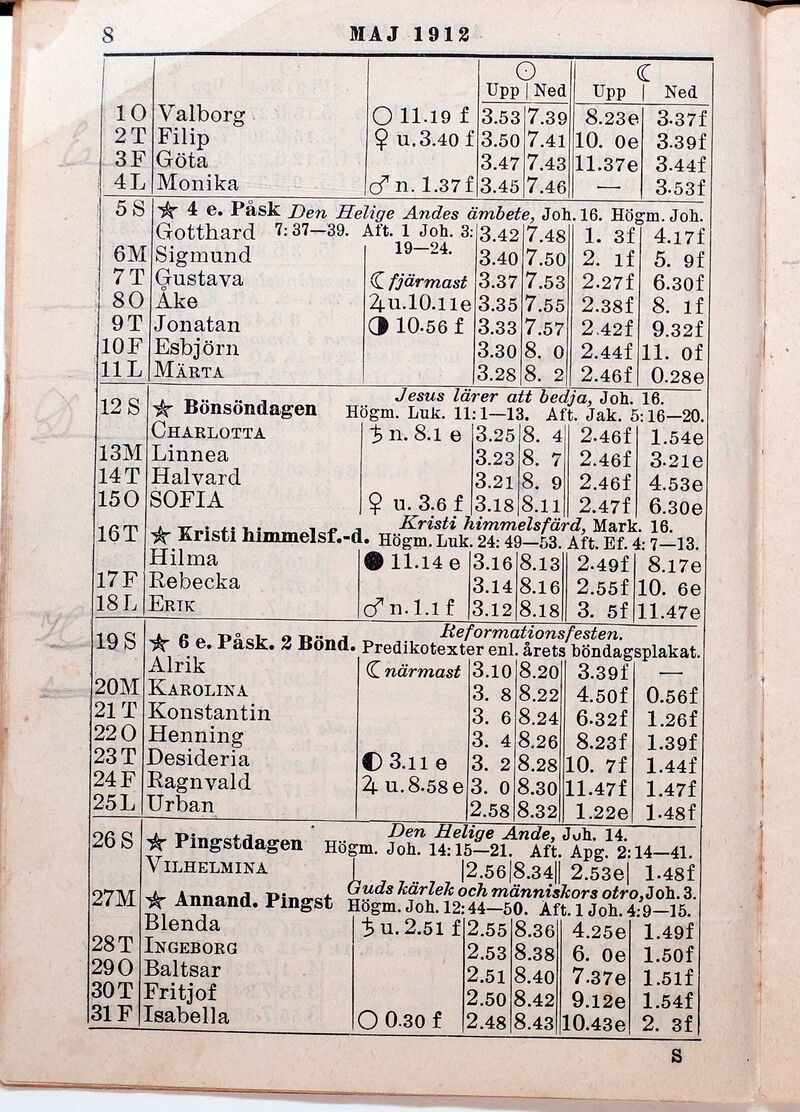 8 MAJ 1912
☉ ☾
Upp Ned Upp Ned
1 O Valborg ○ 11.19 f 3.53 7.39 8.23e 3.37f
2 T Filip ♀ u.3.40 f 3.50 7.41 10. 0e 3.39f
3 F Göta 3.47 7.43 11.37e 3.44f
4 L Monika ♂ n. 1.37f 3.45 7.46 — 3.53f
5 S ☆ 4 e. Påsk Den Helige Andes ämbete, Joh. 16. Högm. Joh.
Gotthard 7: 37—39. Aft. 1 Joh. 3: 3.42 7.48 1. 3f 4.17f
19—24.
6M Sigmund 3.40 7.50 2. 1f 5. 9f
7 T Gustava ☾ fjärmast 3.37 7.53 2.27f 6.30f
8 O Åke ♃ u.10.11e 3.35 7.55 2.38f 8. 1f
9 T Jonatan ◑ 10.56 f 3.33 7.57 2.42f 9.32f
10 F Esbjörn 3.30 8. 0 2.44f 11. 0f
11 L MÄRTA 3.28 8. 2 2.46f 0.28e
Jesus lärer att bedja, Joh. 16.
12 S ☆ Bönsöndagen Högm. Luk. 11: 1—13. Aft. Jak. 5: 16—20.
CHARLOTTA ♄ n. 8.1 e 3.25 8. 4 2.46f 1.54e
13M Linnea 3.23 8. 7 2.46f 3.21e
14 T Halvard 3.21 8. 9 2.46f 4.53e
15 O SOFIA ♀ u. 3.6 f 3.18 8.11 2.47f 6.30e
Kristi himmelsfärd, Mark. 16.
16 T ☆ Kristi himmelsf.-d. Högm. Luk. 24: 49—53. Aft. Ef. 4: 7—13.
Hilma ● 11.14 e 3.16 8.13 2.49f 8.17e
17 F Rebecka 3.14 8.16 2.55f 10. 6e
18 L ERIK ♂ n. 1.1 f 3.12 8.18 3. 5f 11.47e
Reformationsfesten.
19 S ☆ 6 e. Påsk. 2 Bönd. Predikotexter enl. årets böndagsplakat.
Alrik ☾ närmast 3.10 8.20 3.39f —
20M KAROLINA 3. 8 8.22 4.50f 0.56f
21 T Konstantin 3. 6 8.24 6.32f 1.26f
22 O Henning 3. 4 8.26 8.23f 1.39f
23 T Desideria ◐ 3.11 e 3. 2 8.28 10. 7f 1.44f
24 F Ragnvald ♃ u. 8.58 e 3. 0 8.30 11.47f 1.47f
25 L Urban 2.58 8.32 1.22e 1.48f
Den Helige Ande, Joh. 14.
26 S ☆ Pingstdagen Högm. Joh. 14: 15—21. Aft. Apg. 2: 14—41.
VILHELMINA 2.56 8.34 2.53e 1.48f
Guds kärlek och människors otro, Joh. 3.
27M ☆ Annand. Pingst Högm. Joh. 12: 44—50. Aft. 1 Joh. 4: 9—15.
Blenda ♄ u. 2.51 f 2.55 8.36 4.25e 1.49f
28 T INGEBORG 2.53 8.38 6. 0e 1.50f
29 O Baltsar 2.51 8.40 7.37e 1.51f
30 T Fritjof 2.50 8.42 9.12e 1.54f
31 F Isabella ○ 0.30 f 2.48 8.43 10.43e 2. 3f
S